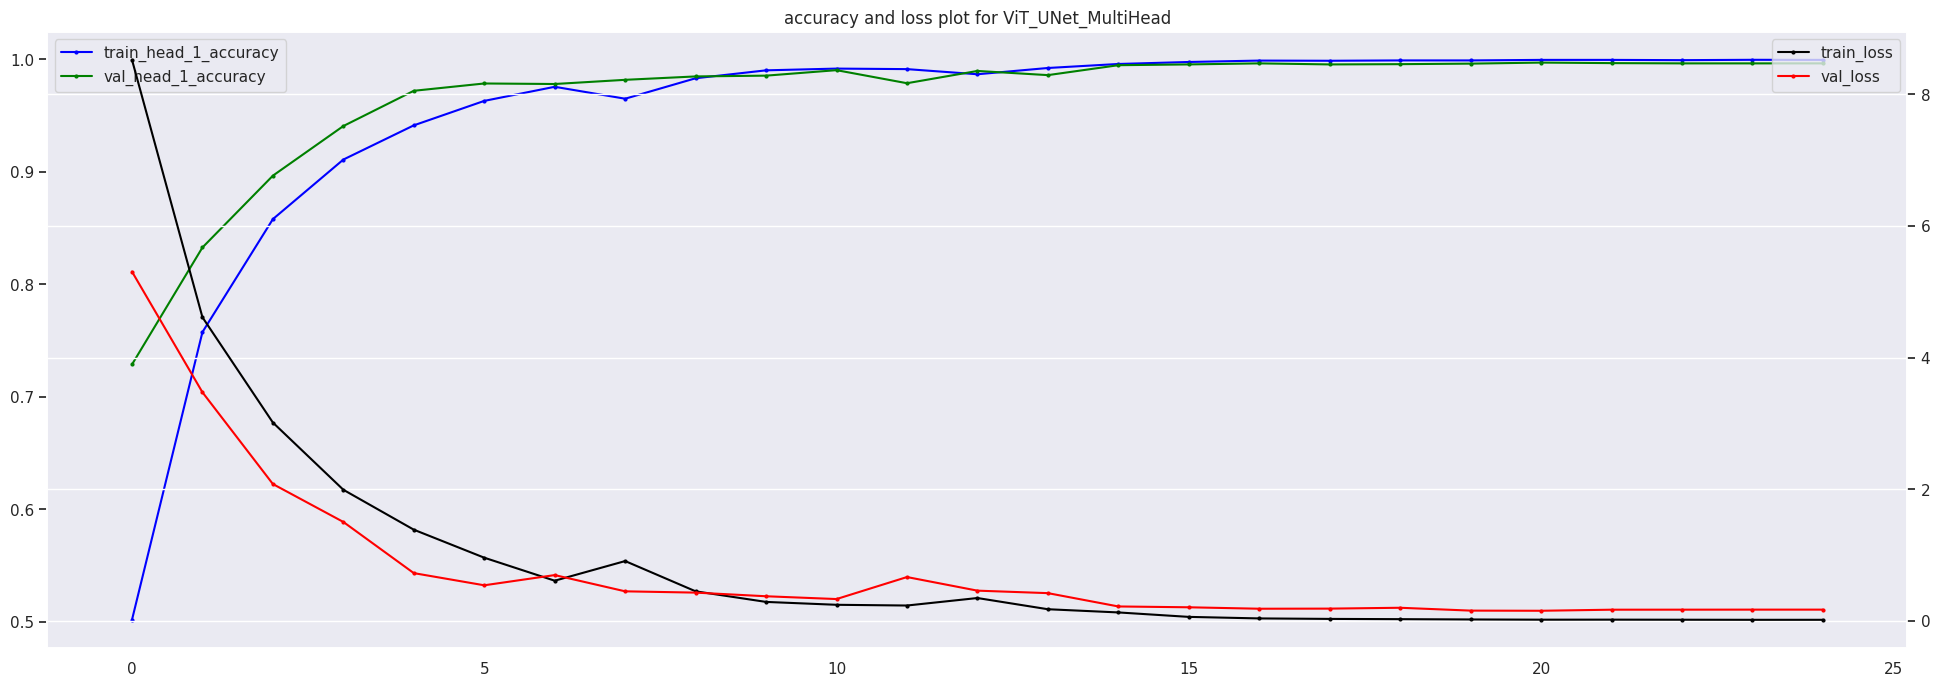 accuracy and loss plot for ViT_UNet_MultiHead
train_head_1_accuracy
val_head_1_accuracy
train_loss
val_loss
1.0
0.9
0.8
0.7
0.6
0.5
8
6
4
2
0
0 5 10 15 20 25